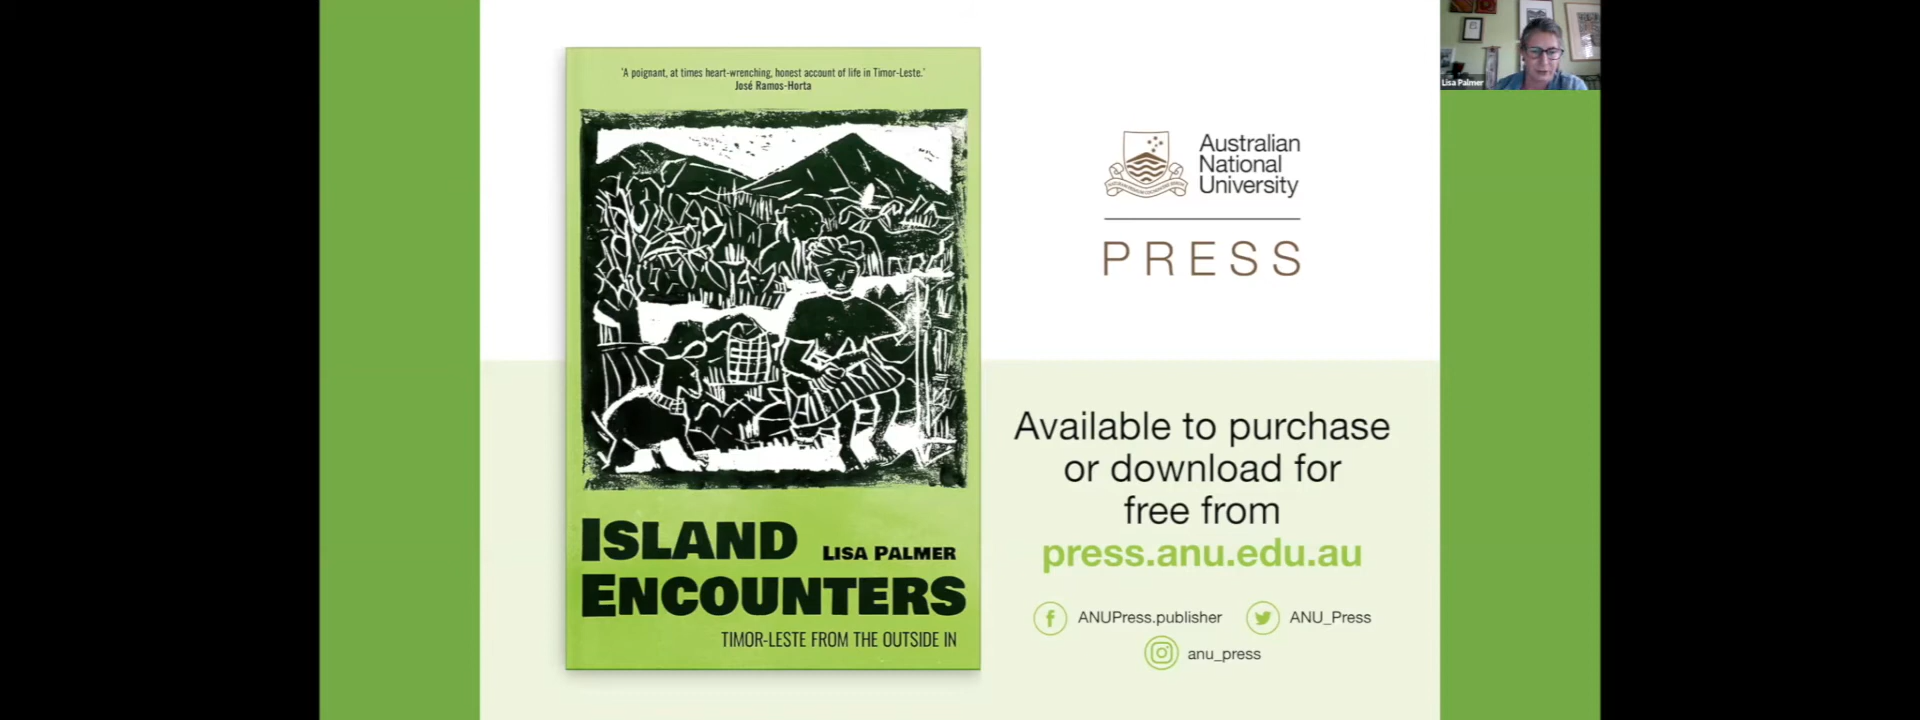 'A poignant, at times heart-wrenching, honest account of life in Timor-Leste.'
José Ramos-Horta
ISLAND
LISA PALMER
ENCOUNTERS
TIMOR-LESTE FROM THE OUTSIDE IN
Australian
National
University
PRESS
Available to purchase
or download for
free from
press.anu.edu.au
ANUPress.publisher
ANU_Press
anu_press
Lisa Palmer